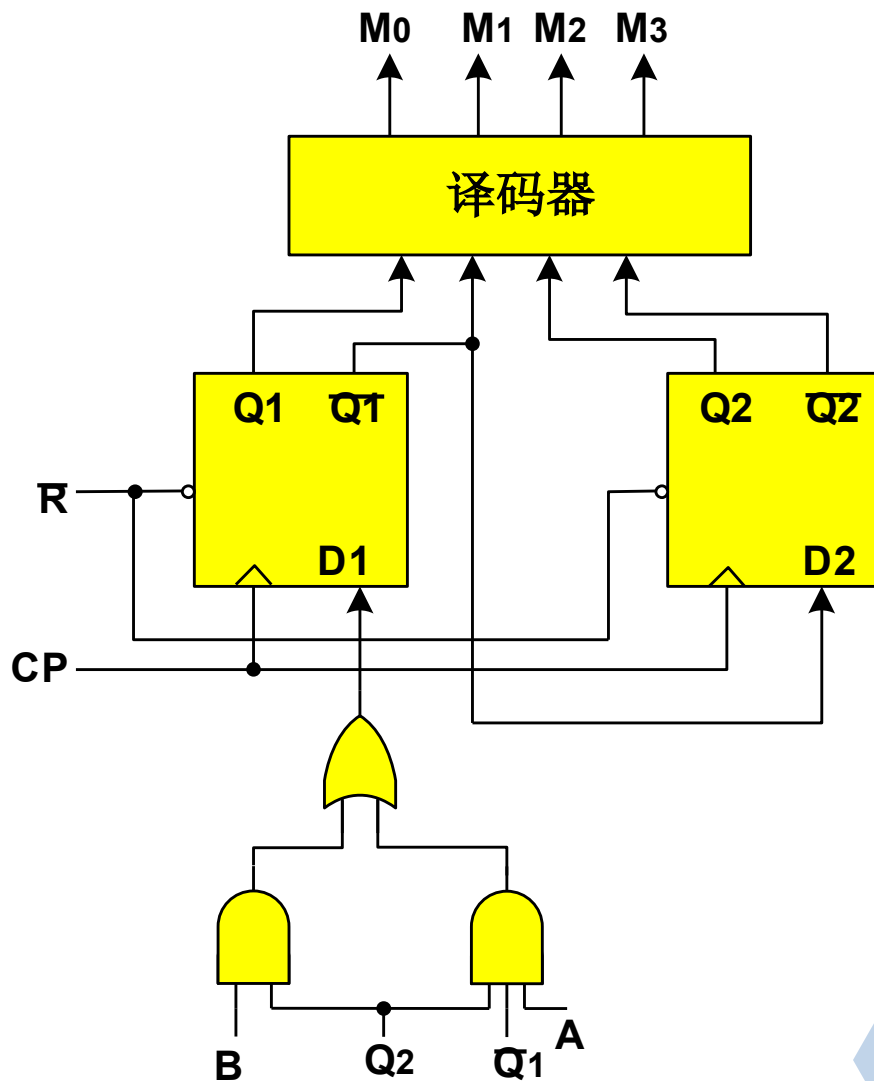 M0 M1 M2 M3
译码器
Q1 Q̅1̅ Q2 Q̅2̅
R̅
D1 D2
CP
B Q2 Q̅1 A